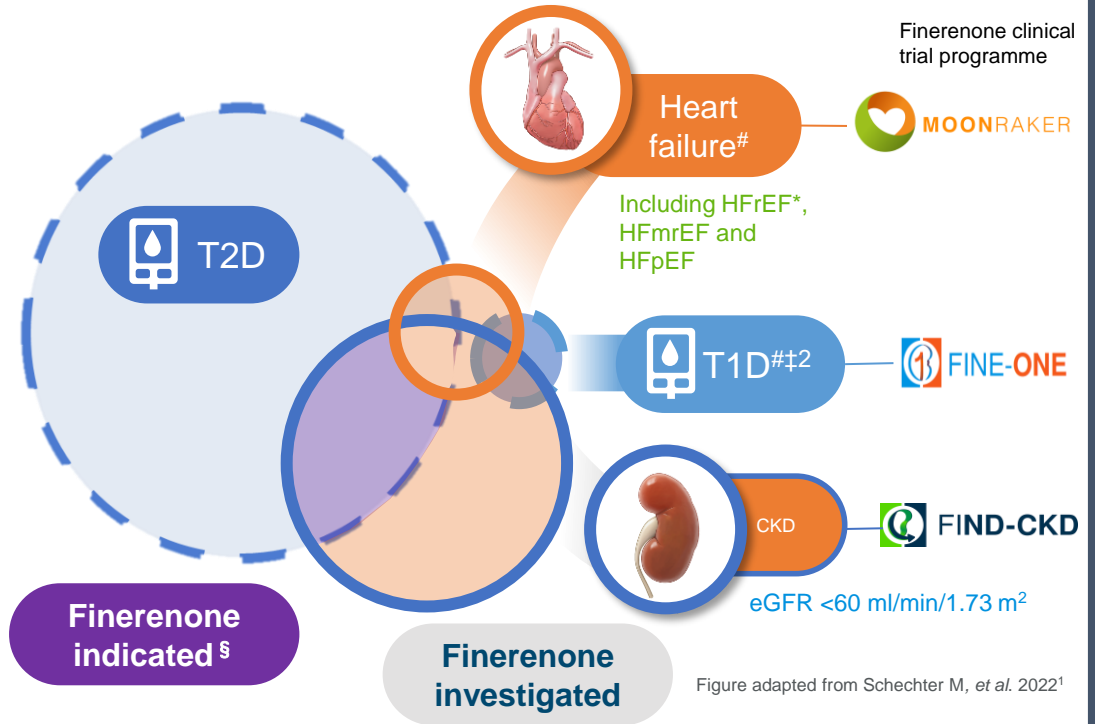 Finerenone clinical
trial programme
Heart
failure#
MOONRAKER
Including HFrEF*,
HFmrEF and
HFpEF
T2D
T1D#‡2
FINE-ONE
CKD
FIND-CKD
eGFR <60 ml/min/1.73 m2
Finerenone
indicated §
Finerenone
investigated
Figure adapted from Schechter M, et al. 20221